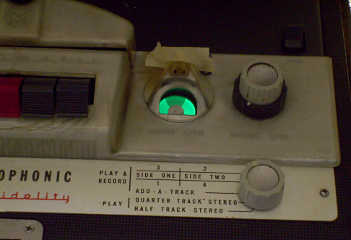 OPHONIC
fidelity
PLAY & RECORD
3 2
SIDE ONE SIDE TWO
1 4
ADD-A-TRACK
PLAY
QUARTER TRACK STEREO
HALF TRACK STEREO